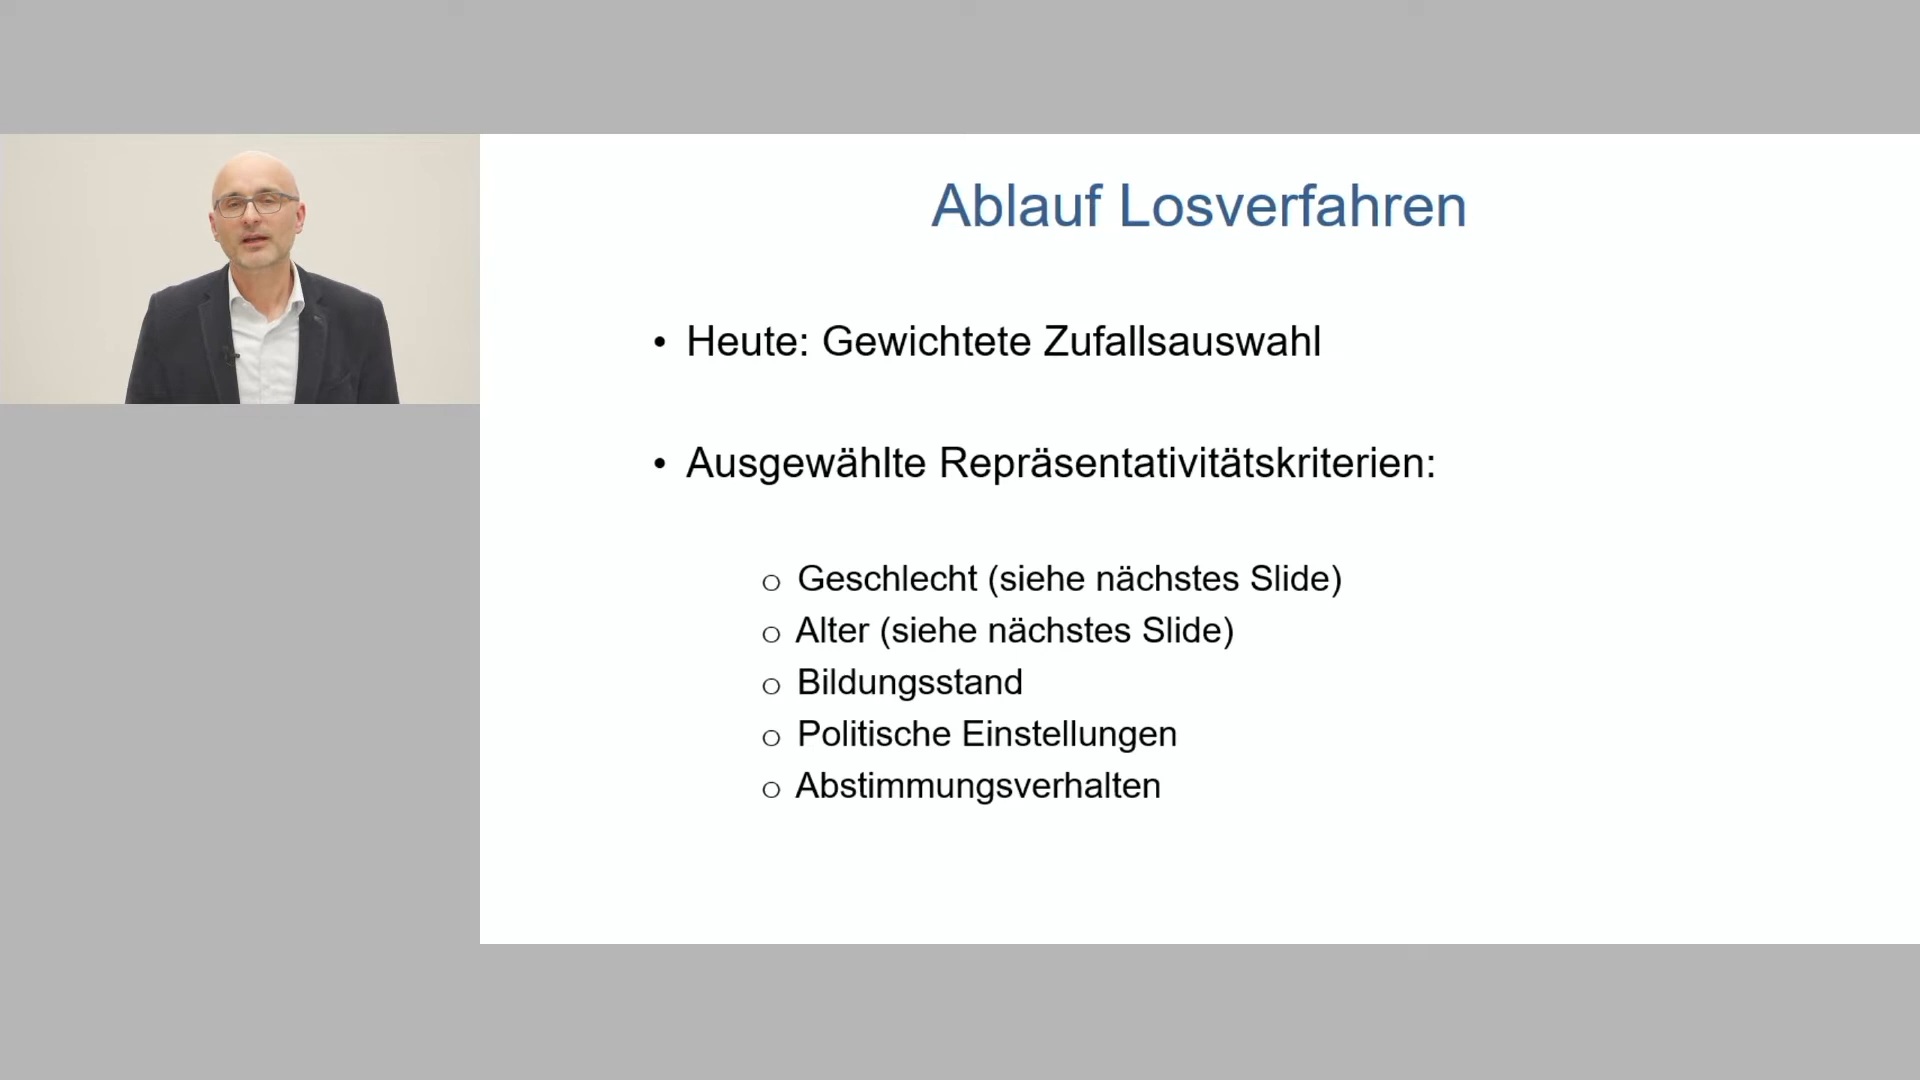 Ablauf Losverfahren
• Heute: Gewichtete Zufallsauswahl
• Ausgewählte Repräsentativitätskriterien:
o Geschlecht (siehe nächstes Slide)
o Alter (siehe nächstes Slide)
o Bildungsstand
o Politische Einstellungen
o Abstimmungsverhalten